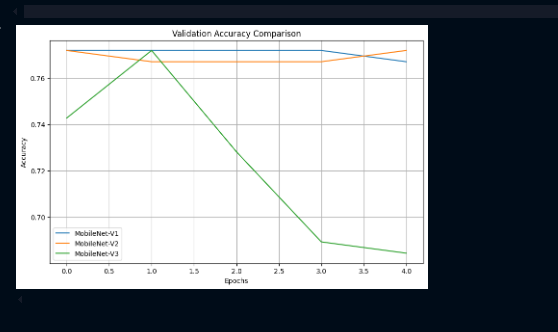 Validation Accuracy Comparison
Accuracy
0.76
0.74
0.72
0.70
MobileNet-V1
MobileNet-V2
MobileNet-V3
0.0 0.5 1.0 1.5 2.0 2.5 3.0 3.5 4.0
Epochs